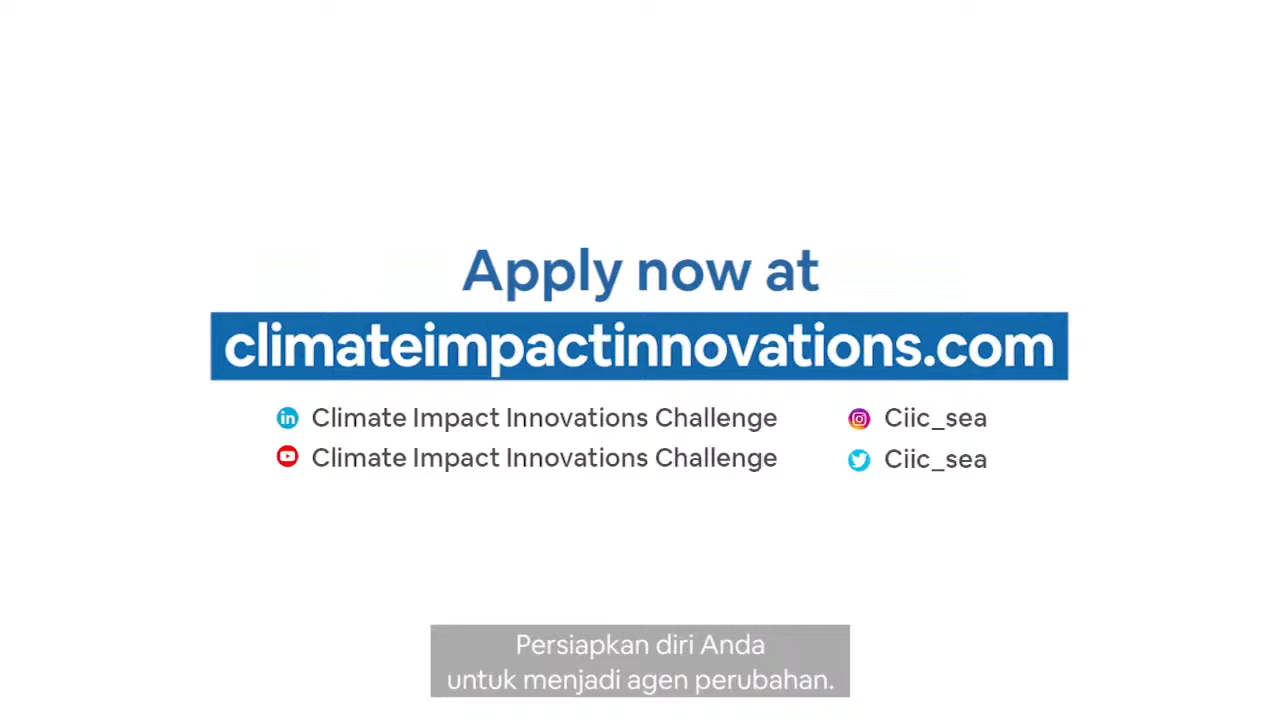 Apply now at
climateimpactinnovations.com
Climate Impact Innovations Challenge
Ciic_sea
Climate Impact Innovations Challenge
Ciic_sea
Persiapkan diri Anda
untuk menjadi agen perubahan.